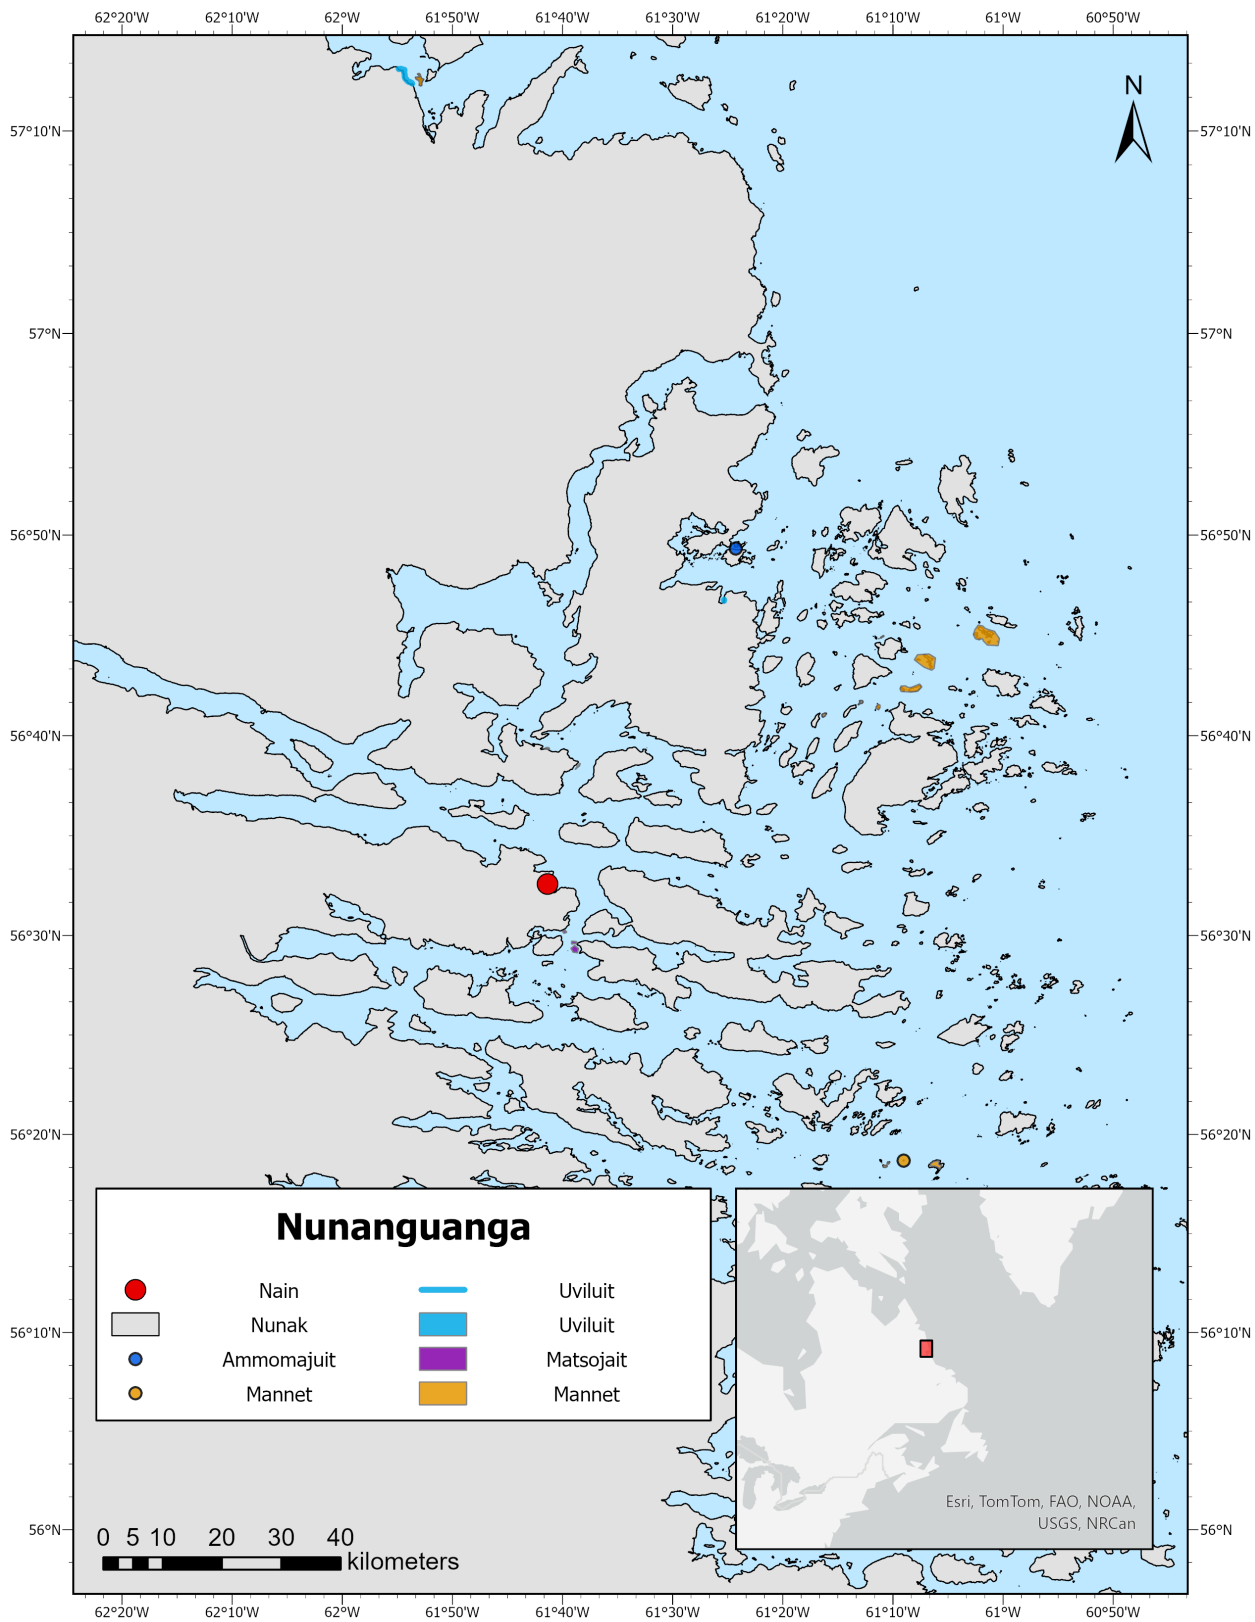 62°20'W 62°10'W 62°W 61°50'W 61°40'W 61°30'W 61°20'W 61°10'W 61°W 60°50'W
N
57°10'N 57°10'N
57°N 57°N
56°50'N 56°50'N
56°40'N 56°40'N
56°30'N 56°30'N
56°20'N 56°20'N
56°10'N 56°10'N
56°N 56°N
Nunanguanga
Nain Uviluit
Nunak Uviluit
Ammomajuit Matsojait
Mannet Mannet
Esri, TomTom, FAO, NOAA,
USGS, NRCan
0 5 10 20 30 40
kilometers
62°20'W 62°10'W 62°W 61°50'W 61°40'W 61°30'W 61°20'W 61°10'W 61°W 60°50'W